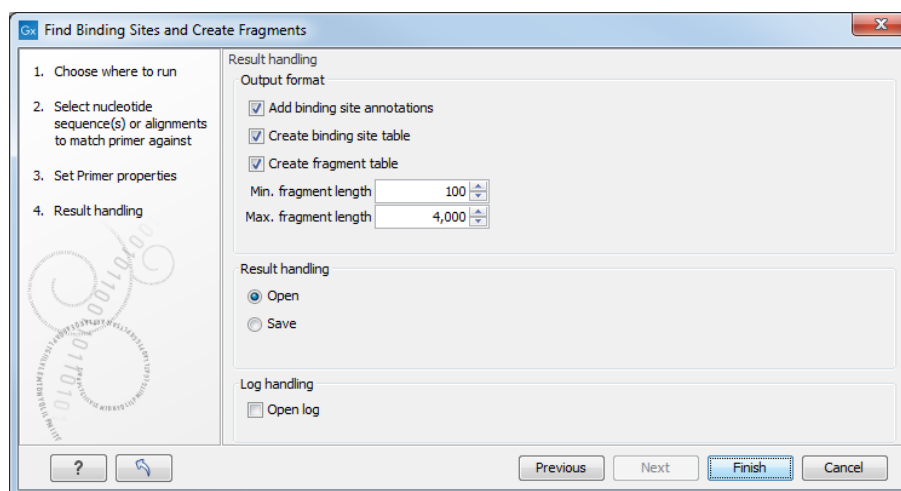 Gx Find Binding Sites and Create Fragments
1. Choose where to run
2. Select nucleotide
sequence(s) or alignments
to match primer against
3. Set Primer properties
4. Result handling
Result handling
Output format
Add binding site annotations
Create binding site table
Create fragment table
Min. fragment length 100
Max. fragment length 4,000
Result handling
Open
Save
Log handling
Open log
?
Previous
Next
Finish
Cancel